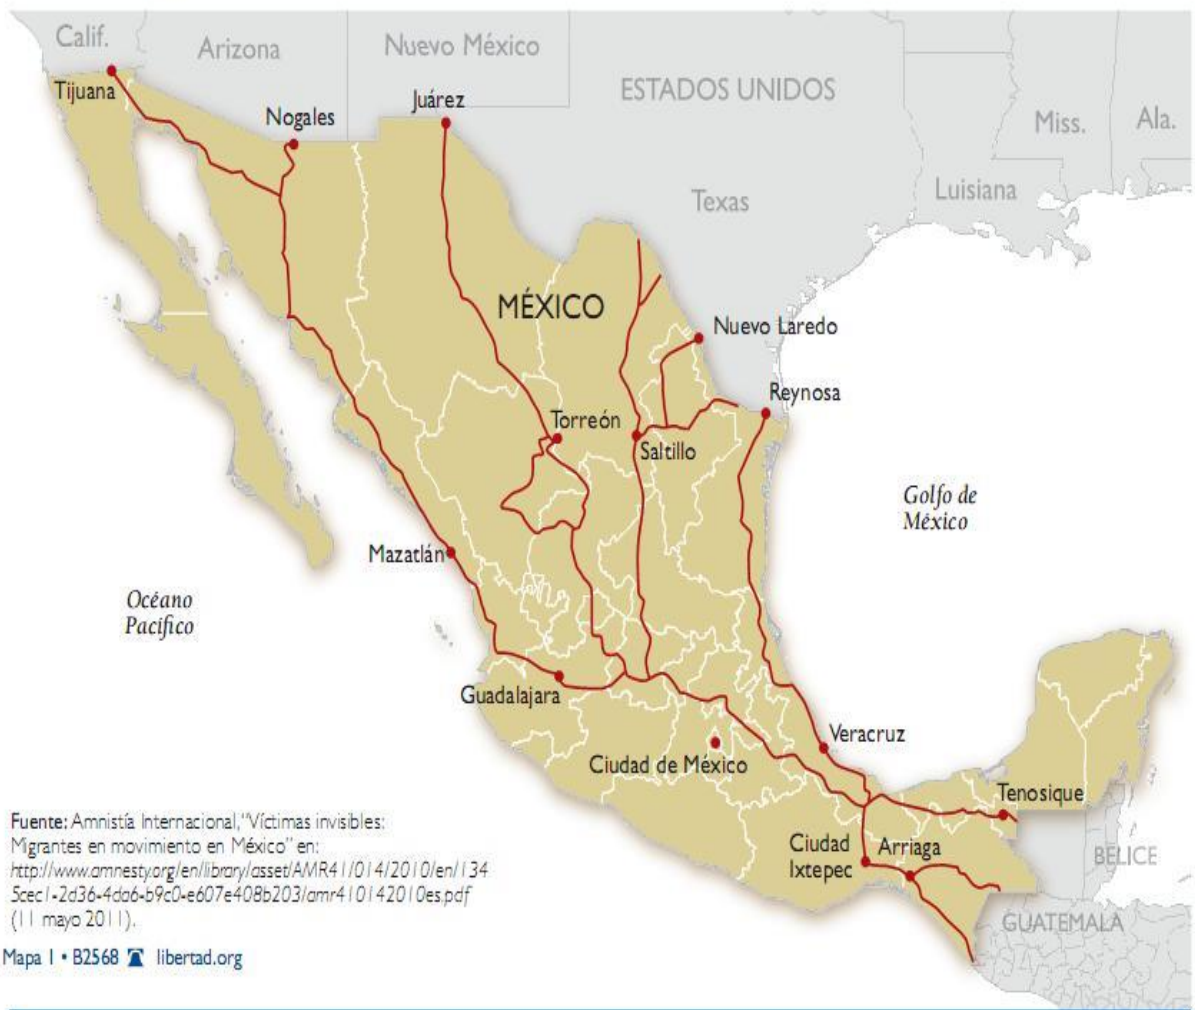 Calif.
Arizona
Nuevo México
ESTADOS UNIDOS
Miss.
Ala.
Tijuana
Nogales
Juárez
Texas
Luisiana
MÉXICO
Nuevo Laredo
Reynosa
Torreón
Saltillo
Golfo de
México
Mazatlán
Océano
Pacífico
Guadalajara
Veracruz
Ciudad de México
Tenosique
Ciudad
Ixtepec
Arriaga
BELICE
GUATEMALA
Fuente: Amnistía Internacional, "Víctimas invisibles:
Migrantes en movimiento en México" en:
http://www.amnesty.org/en/library/asset/AMR41/014/2010/en/134
5cec1-2d36-4da6-b9c0-e607e408b203/amr410142010es.pdf
(11 mayo 2011).
Mapa 1 • B2568 libertad.org